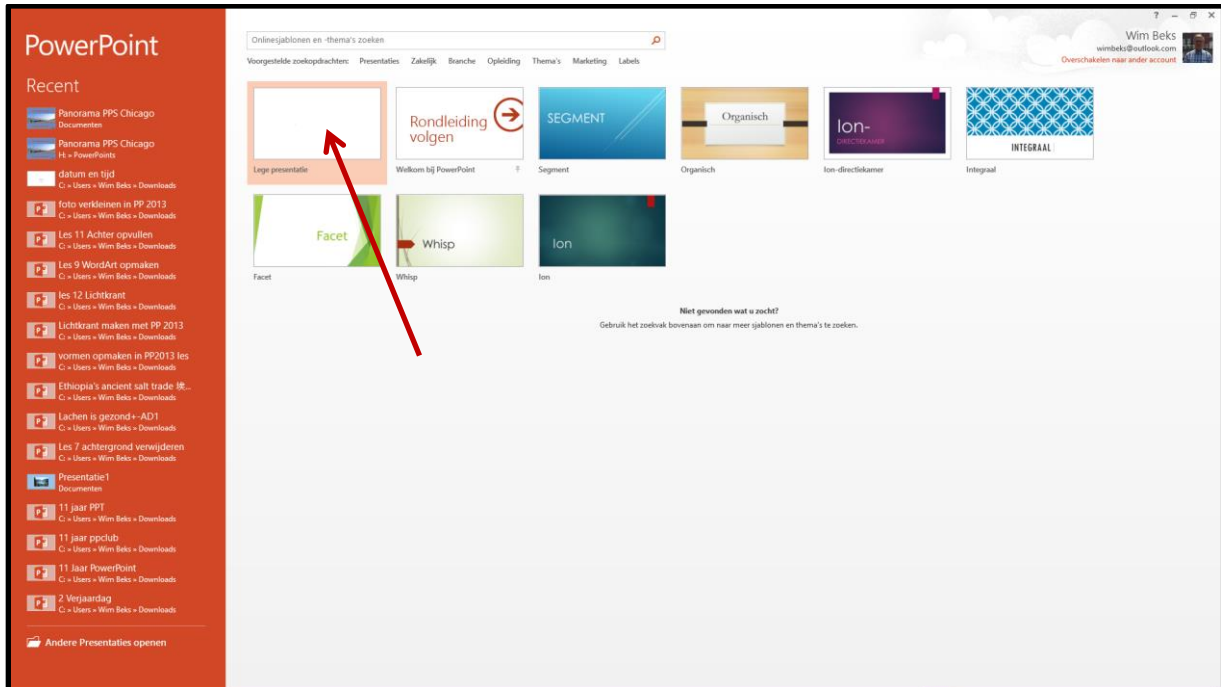 ? – X
PowerPoint
Onlinesjablonen en -thema's zoeken
Wim Beks
wimbeks@outlook.com
Overschakelen naar ander account
Voorgestelde zoekopdrachten: Presentaties Zakelijk Branche Opleiding Thema's Marketing Labels
Recent
Panorama PPS Chicago
Documenten
Panorama PPS Chicago
H: » PowerPoints
datum en tijd
C: » Users » Wim Beks » Downloads
foto verkleinen in PP 2013
C: » Users » Wim Beks » Downloads
Les 11 Achter opvullen
C: » Users » Wim Beks » Downloads
Les 9 WordArt opmaken
C: » Users » Wim Beks » Downloads
les 12 Lichtkrant
C: » Users » Wim Beks » Downloads
Lichtkrant maken met PP 2013
C: » Users » Wim Beks » Downloads
vormen opmaken in PP2013 les
C: » Users » Wim Beks » Downloads
Ethiopia's ancient salt trade
C: » Users » Wim Beks » Downloads
Lachen is gezond+-AD1
C: » Users » Wim Beks » Downloads
Les 7 achtergrond verwijderen
C: » Users » Wim Beks » Downloads
Presentatie1
Documenten
11 jaar PPT
C: » Users » Wim Beks » Downloads
11 jaar ppclub
C: » Users » Wim Beks » Downloads
11 Jaar PowerPoint
C: » Users » Wim Beks » Downloads
2 Verjaardag
C: » Users » Wim Beks » Downloads
Andere Presentaties openen
Lege presentatie
Rondleiding
volgen
Welkom bij PowerPoint
SEGMENT
Segment
Organisch
Organisch
Ion-
DIRECTIEKAMER
Ion-directiekamer
INTEGRAAL
Integraal
Facet
Facet
Whisp
Whisp
Ion
Ion
Niet gevonden wat u zocht?
Gebruik het zoekvak bovenaan om naar meer sjablonen en thema's te zoeken.